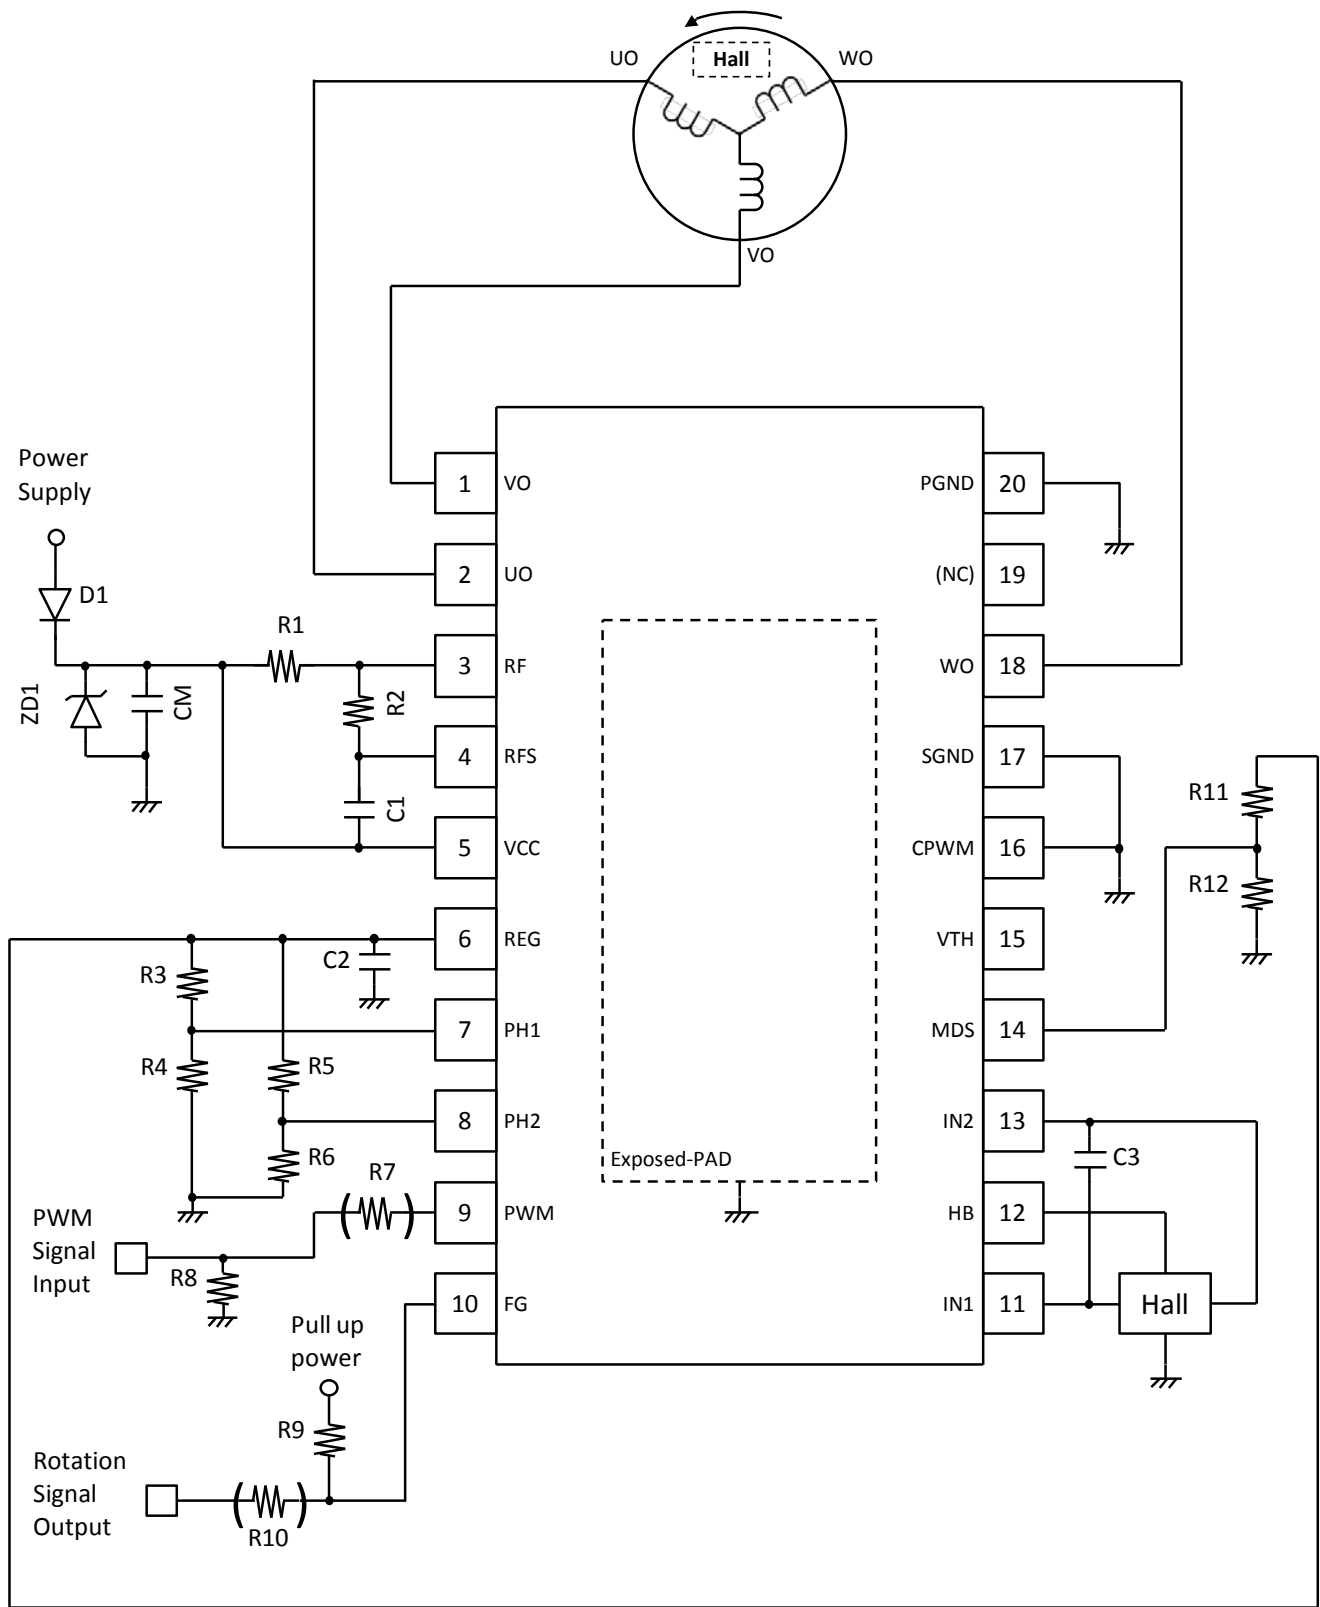 UO
Hall
WO
VO
Power
Supply
D1
ZD1
CM
R1
R2
C1
1
VO
2
UO
3
RF
4
RFS
5
VCC
6
REG
7
PH1
8
PH2
9
PWM
10
FG
PGND
20
(NC)
19
WO
18
SGND
17
CPWM
16
VTH
15
MDS
14
IN2
13
HB
12
IN1
11
Exposed-PAD
R11
R12
C2
R3
R4
R5
R6
(R7)
PWM
Signal
Input
R8
C3
Hall
Pull up
power
R9
Rotation
Signal
Output
(R10)